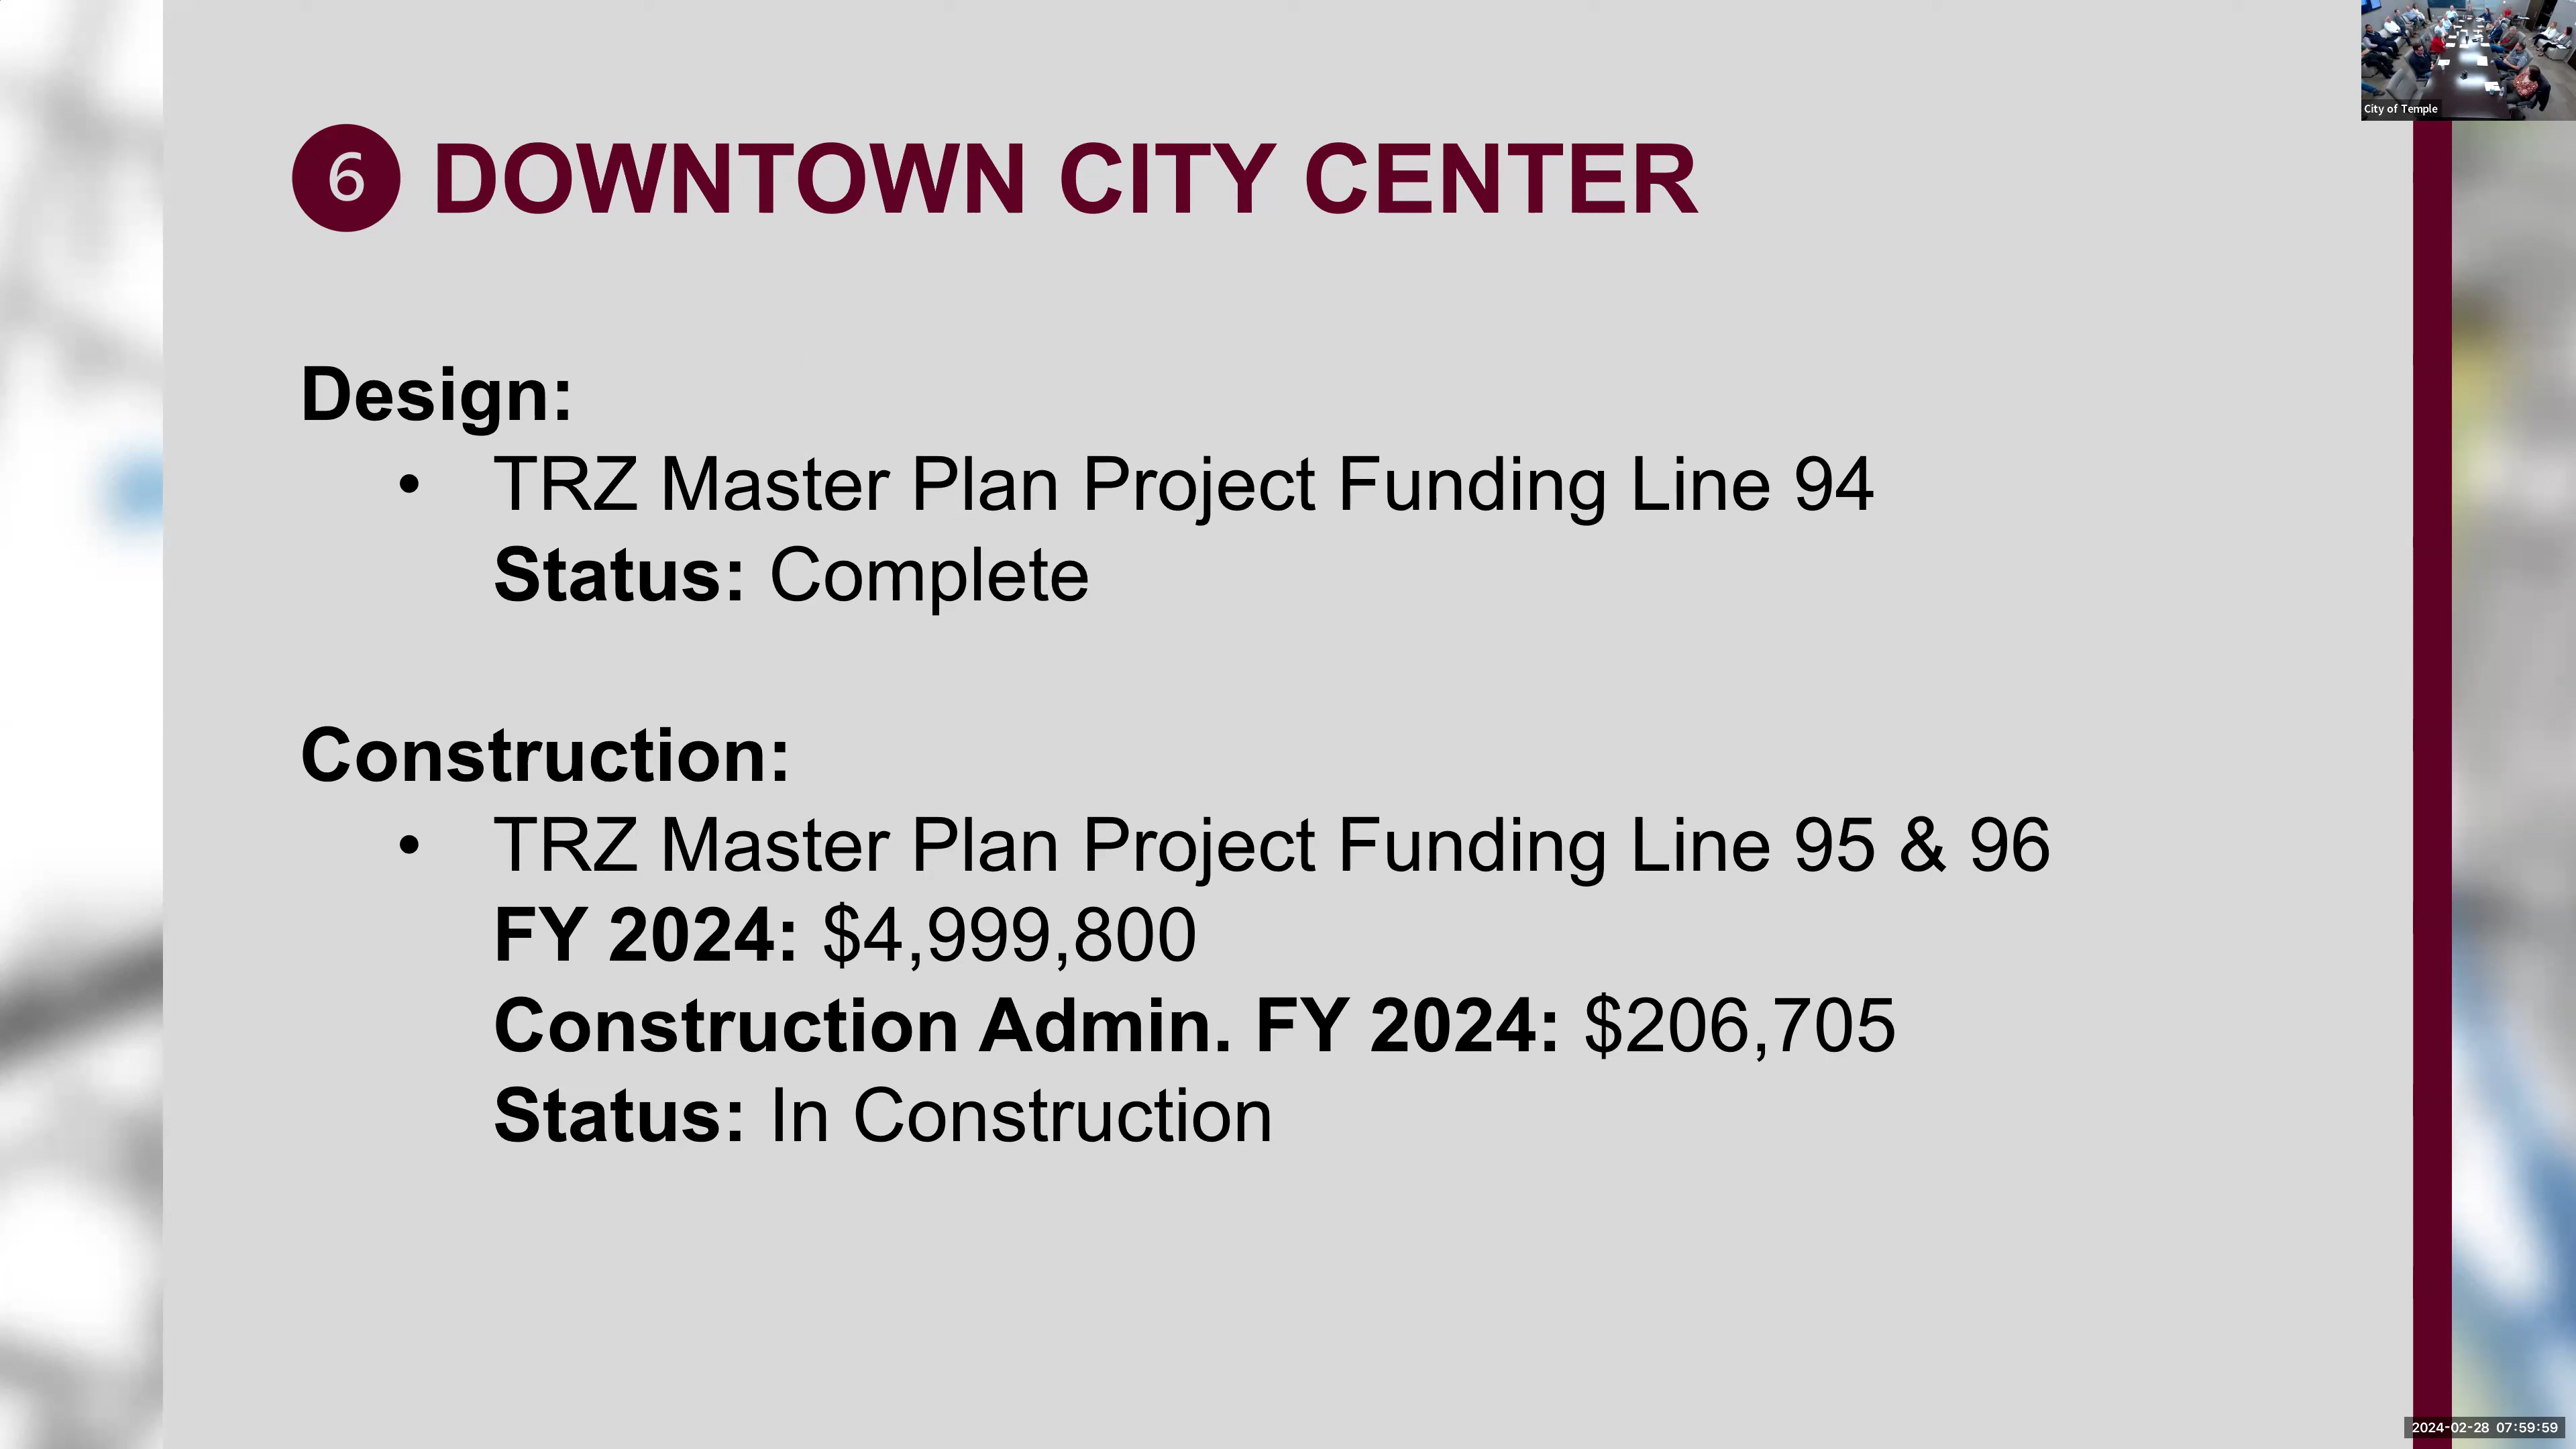 City of Temple
6 DOWNTOWN CITY CENTER
Design:
• TRZ Master Plan Project Funding Line 94
Status: Complete
Construction:
• TRZ Master Plan Project Funding Line 95 & 96
FY 2024: $4,999,800
Construction Admin. FY 2024: $206,705
Status: In Construction
2024-02-28 07:59:59